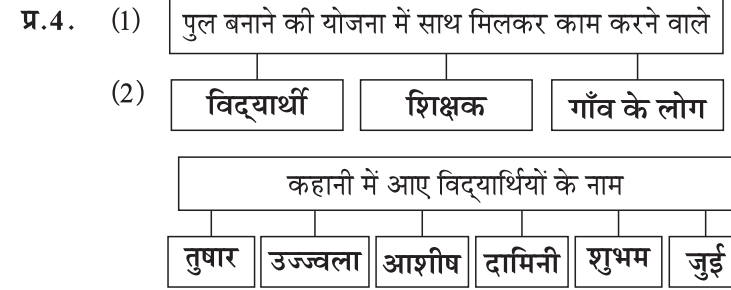 प्र.4. (1) पुल बनाने की योजना में साथ मिलकर काम करने वाले
(2) विद्यार्थी शिक्षक गाँव के लोग
कहानी में आए विद्यार्थियों के नाम
तुषार उज्ज्वला आशीष दामिनी शुभम जुई